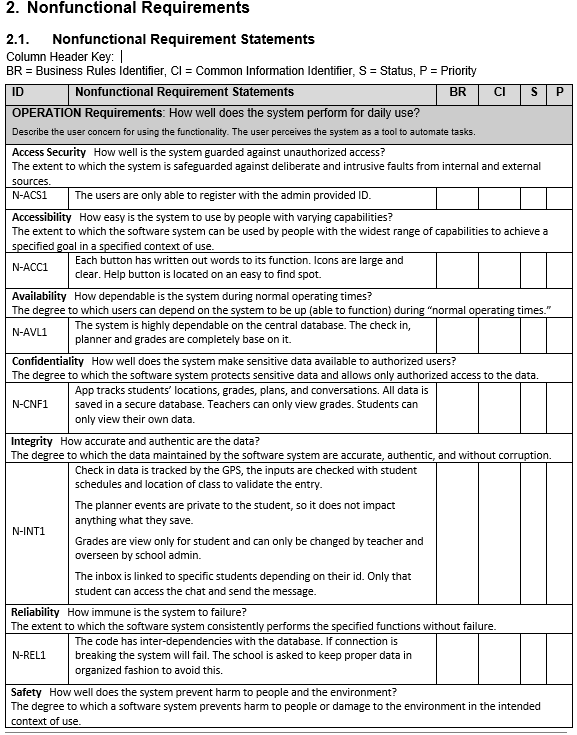 2. Nonfunctional Requirements
2.1. Nonfunctional Requirement Statements
Column Header Key:
BR = Business Rules Identifier, CI = Common Information Identifier, S = Status, P = Priority
ID Nonfunctional Requirement Statements BR CI S P
OPERATION Requirements: How well does the system perform for daily use?
Describe the user concern for using the functionality. The user perceives the system as a tool to automate tasks.
Access Security How well is the system guarded against unauthorized access?
The extent to which the system is safeguarded against deliberate and intrusive faults from internal and external
sources.
N-ACS1 The users are only able to register with the admin provided ID.
Accessibility How easy is the system to use by people with varying capabilities?
The extent to which the software system can be used by people with the widest range of capabilities to achieve a
specified goal in a specified context of use.
N-ACC1 Each button has written out words to its function. Icons are large and
clear. Help button is located on an easy to find spot.
Availability How dependable is the system during normal operating times?
The degree to which users can depend on the system to be up (able to function) during “normal operating times.”
N-AVL1 The system is highly dependable on the central database. The check in,
planner and grades are completely base on it.
Confidentiality How well does the system make sensitive data available to authorized users?
The degree to which the software system protects sensitive data and allows only authorized access to the data.
N-CNF1 App tracks students’ locations, grades, plans, and conversations. All data is
saved in a secure database. Teachers can only view grades. Students can
only view their own data.
Integrity How accurate and authentic are the data?
The degree to which the data maintained by the software system are accurate, authentic, and without corruption.
N-INT1 Check in data is tracked by the GPS, the inputs are checked with student
schedules and location of class to validate the entry.
The planner events are private to the student, so it does not impact
anything what they save.
Grades are view only for student and can only be changed by teacher and
overseen by school admin.
The inbox is linked to specific students depending on their id. Only that
student can access the chat and send the message.
Reliability How immune is the system to failure?
The extent to which the software system consistently performs the specified functions without failure.
N-REL1 The code has inter-dependencies with the database. If connection is
breaking the system will fail. The school is asked to keep proper data in
organized fashion to avoid this.
Safety How well does the system prevent harm to people and the environment?
The degree to which a software system prevents harm to people or damage to the environment in the intended
context of use.